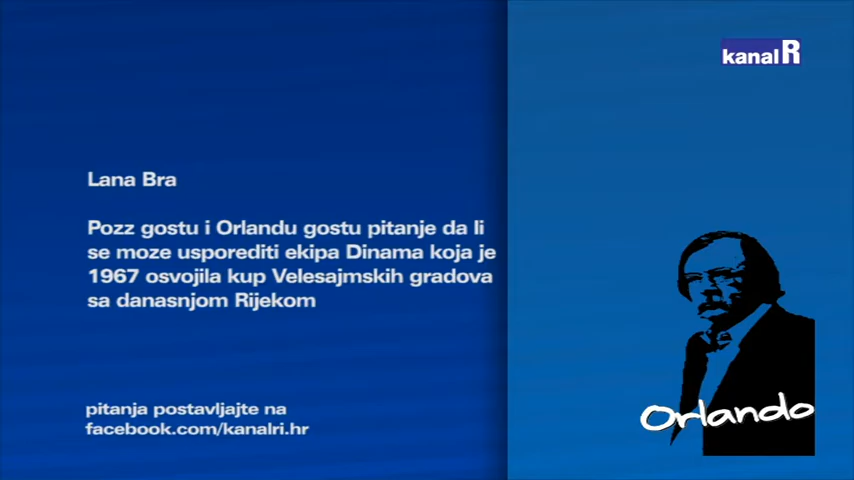 kanalR
Lana Bra
Pozz gostu i Orlandu gostu pitanje da li
se moze usporediti ekipa Dinama koja je
1967 osvojila kup Velesajmskih gradova
sa danasnjom Rijekom
pitanja postavljajte na
facebook.com/kanalri.hr
Orlando